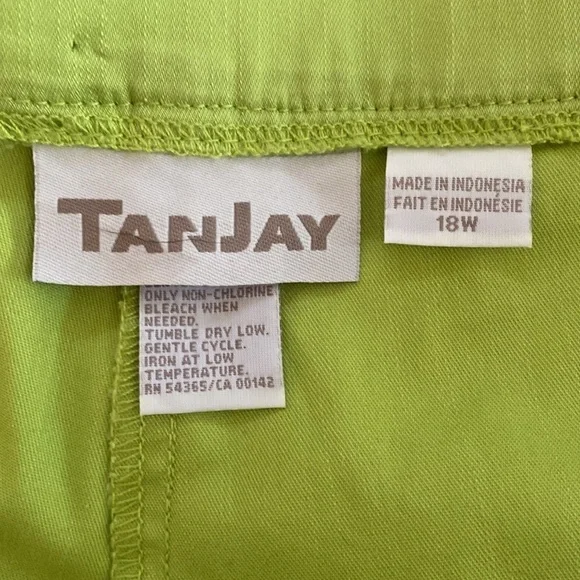 TANJAY
MADE IN INDONESIA
FAIT EN INDONÉSIE
18W
ONLY NON-CHLORINE
BLEACH WHEN
NEEDED.
TUMBLE DRY LOW.
GENTLE CYCLE.
IRON AT LOW
TEMPERATURE.
RN 54365/CA 00142